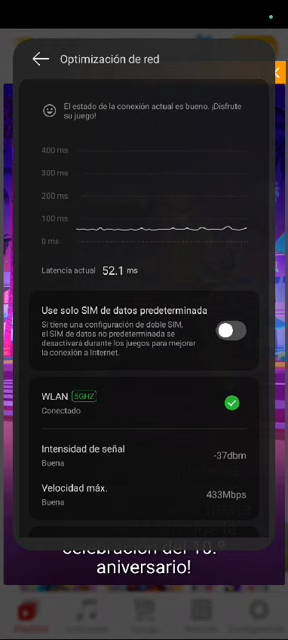 Optimización de red
El estado de la conexión actual es bueno. ¡Disfrute
su juego!
400 ms
300 ms
200 ms
100 ms
0 ms
Latencia actual 52.1 ms
Use solo SIM de datos predeterminada
Si tiene una configuración de doble SIM,
el SIM de datos no predeterminada se
desactivará durante los juegos para mejorar
la conexión a Internet.
WLAN 5GHZ
Conectado
Intensidad de señal
Buena
-37dbm
Velocidad máx.
Buena
433Mbps
celebración del 19.º
aniversario!